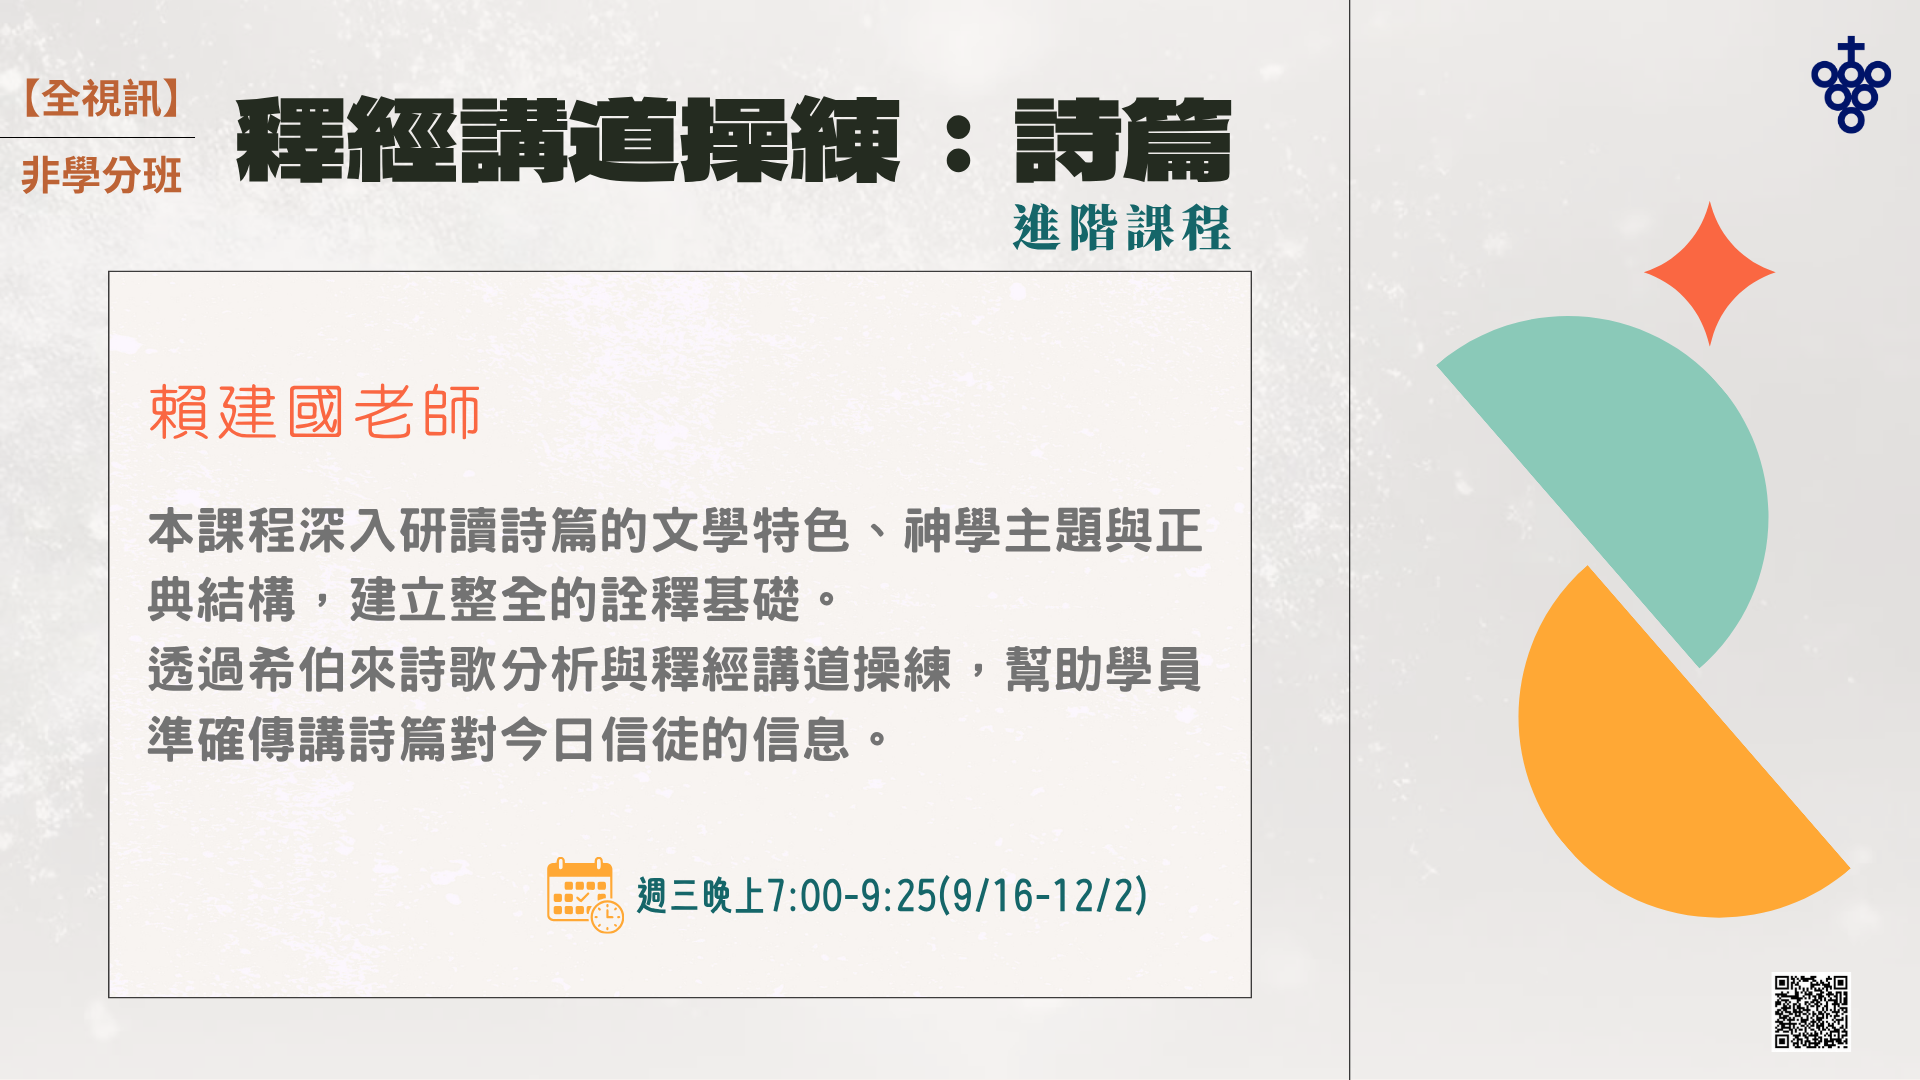 【全視訊】
非學分班
釋經講道操練：詩篇
進階課程
賴建國老師
本課程深入研讀詩篇的文學特色、神學主題與正
典結構，建立整全的詮釋基礎。
透過希伯來詩歌分析與釋經講道操練，幫助學員
準確傳講詩篇對今日信徒的信息。
週三晚上7:00-9:25(9/16-12/2)